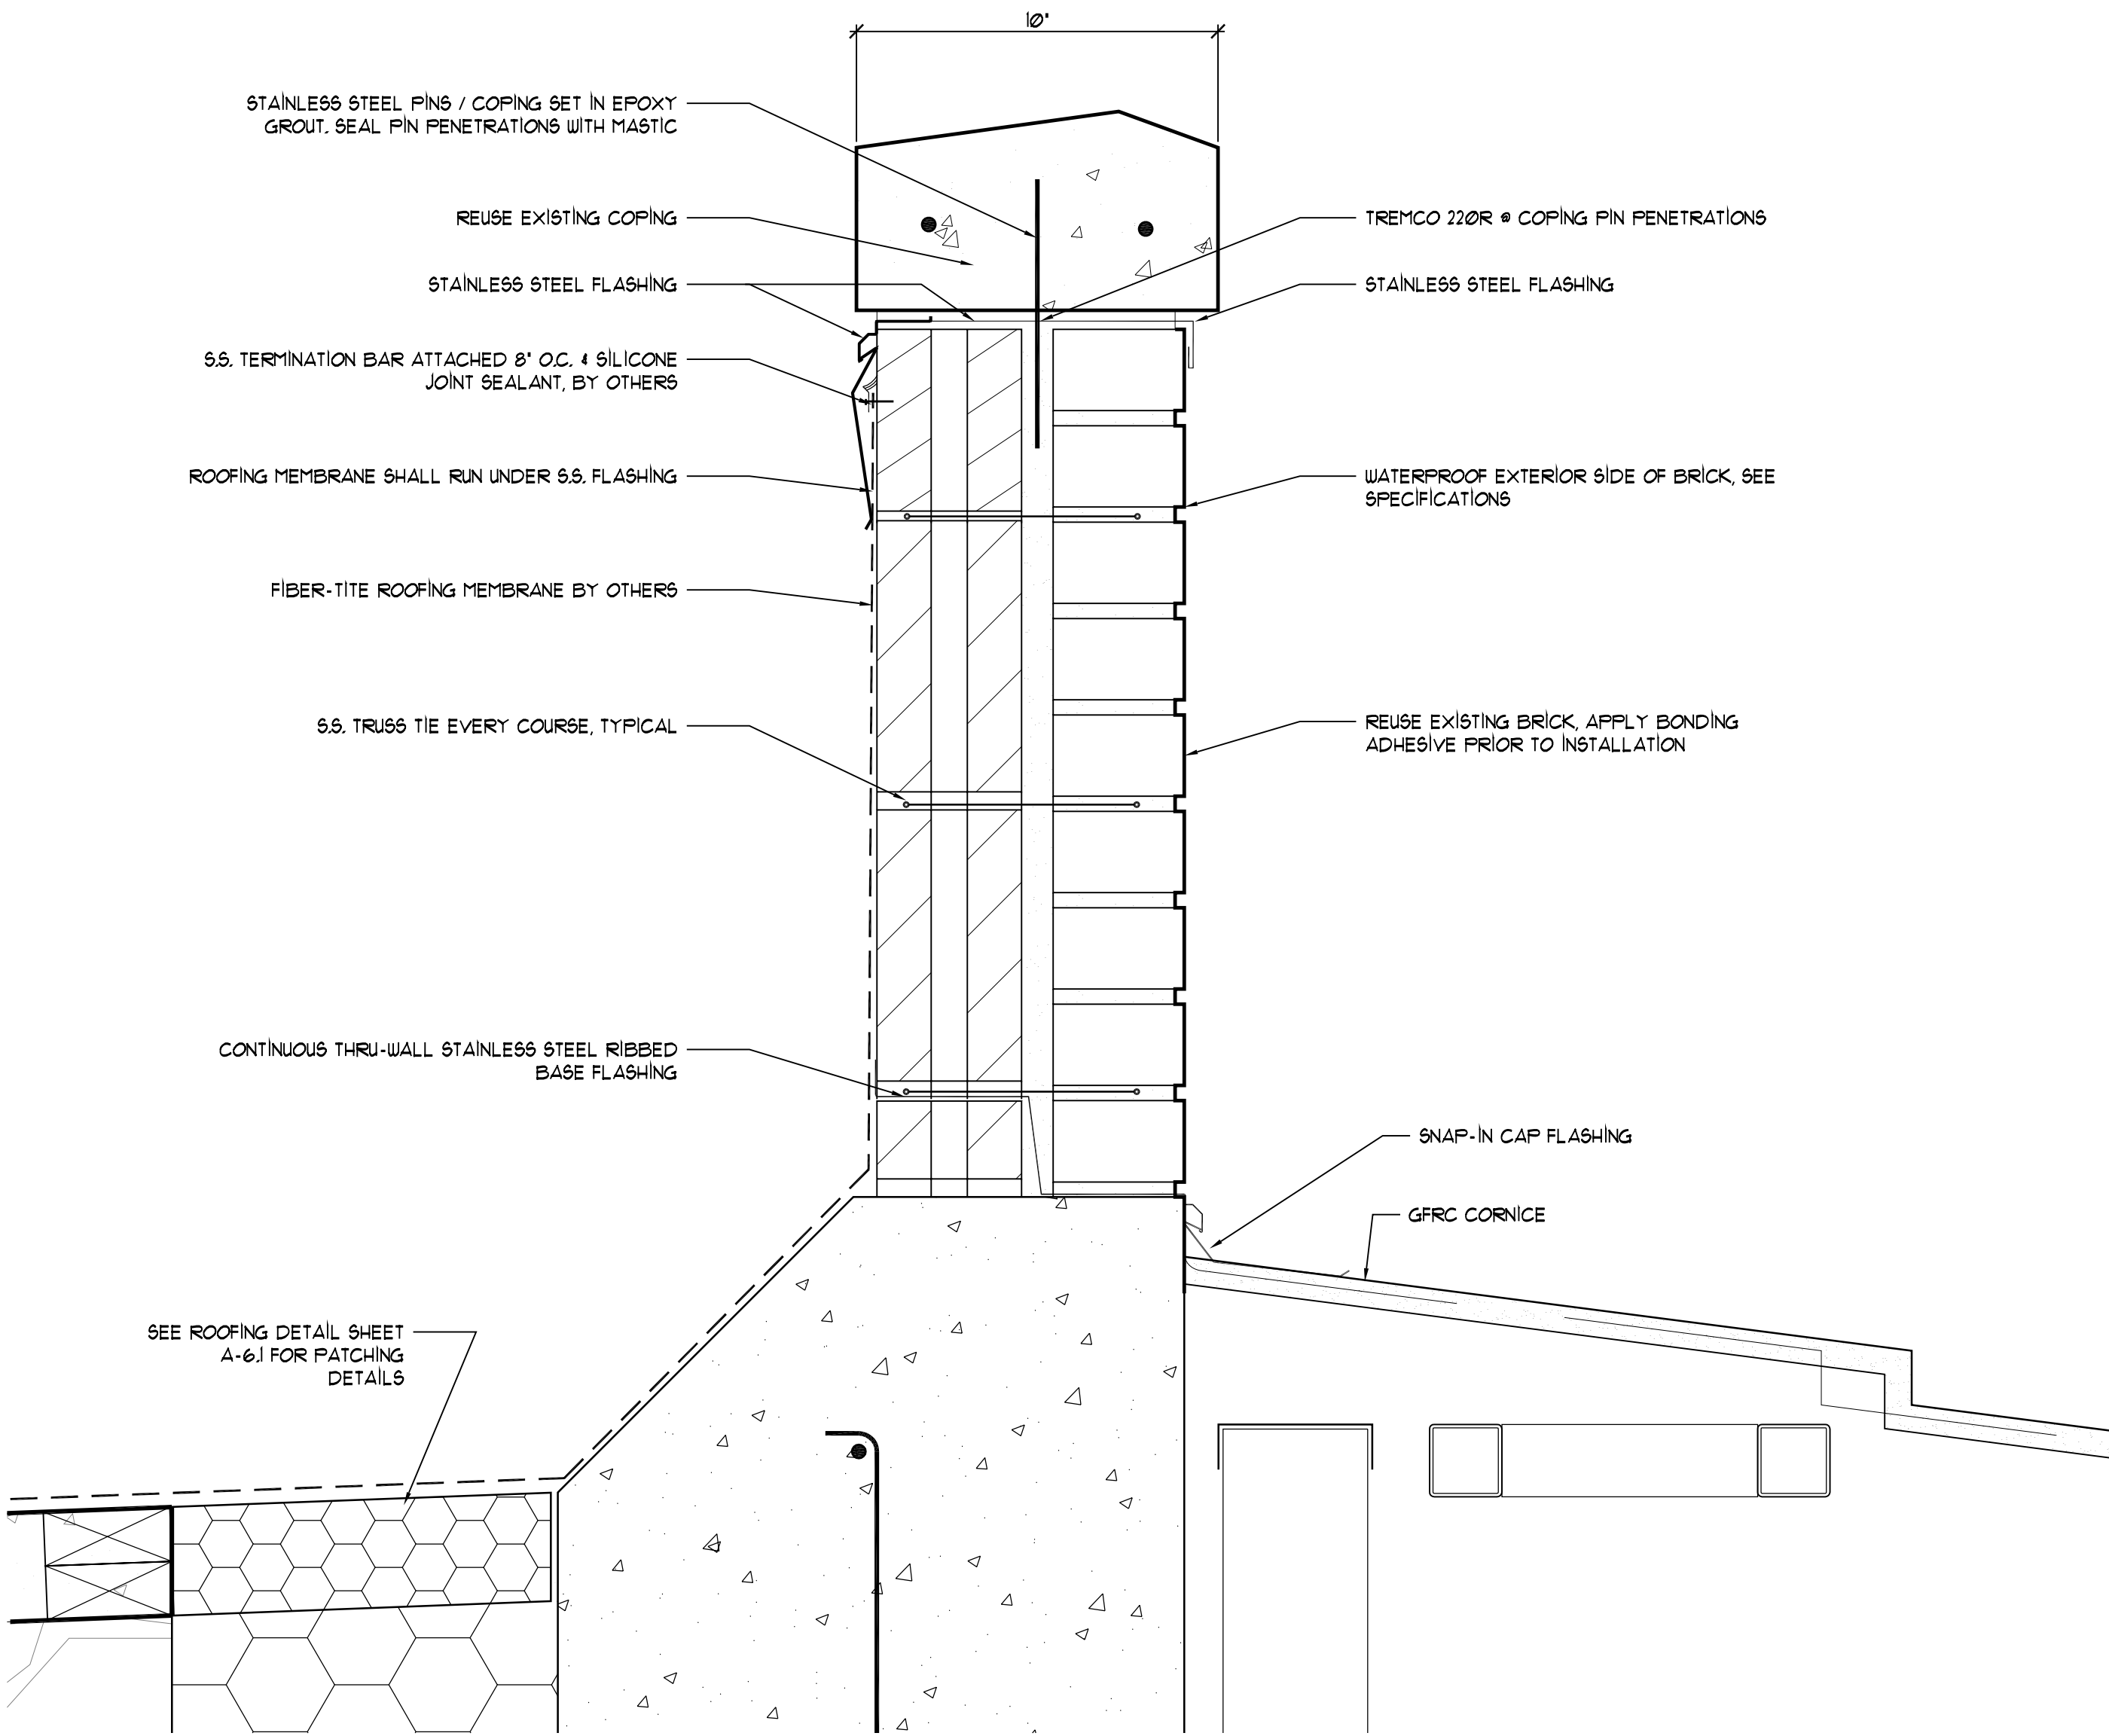 10"
STAINLESS STEEL PINS / COPING SET IN EPOXY
GROUT. SEAL PIN PENETRATIONS WITH MASTIC
REUSE EXISTING COPING
STAINLESS STEEL FLASHING
S.S. TERMINATION BAR ATTACHED 8" O.C. & SILICONE
JOINT SEALANT, BY OTHERS
ROOFING MEMBRANE SHALL RUN UNDER S.S. FLASHING
FIBER-TITE ROOFING MEMBRANE BY OTHERS
S.S. TRUSS TIE EVERY COURSE, TYPICAL
CONTINUOUS THRU-WALL STAINLESS STEEL RIBBED
BASE FLASHING
SEE ROOFING DETAIL SHEET
A-6.1 FOR PATCHING
DETAILS
TREMCO 220R @ COPING PIN PENETRATIONS
STAINLESS STEEL FLASHING
WATERPROOF EXTERIOR SIDE OF BRICK, SEE
SPECIFICATIONS
REUSE EXISTING BRICK, APPLY BONDING
ADHESIVE PRIOR TO INSTALLATION
SNAP-IN CAP FLASHING
GFRC CORNICE